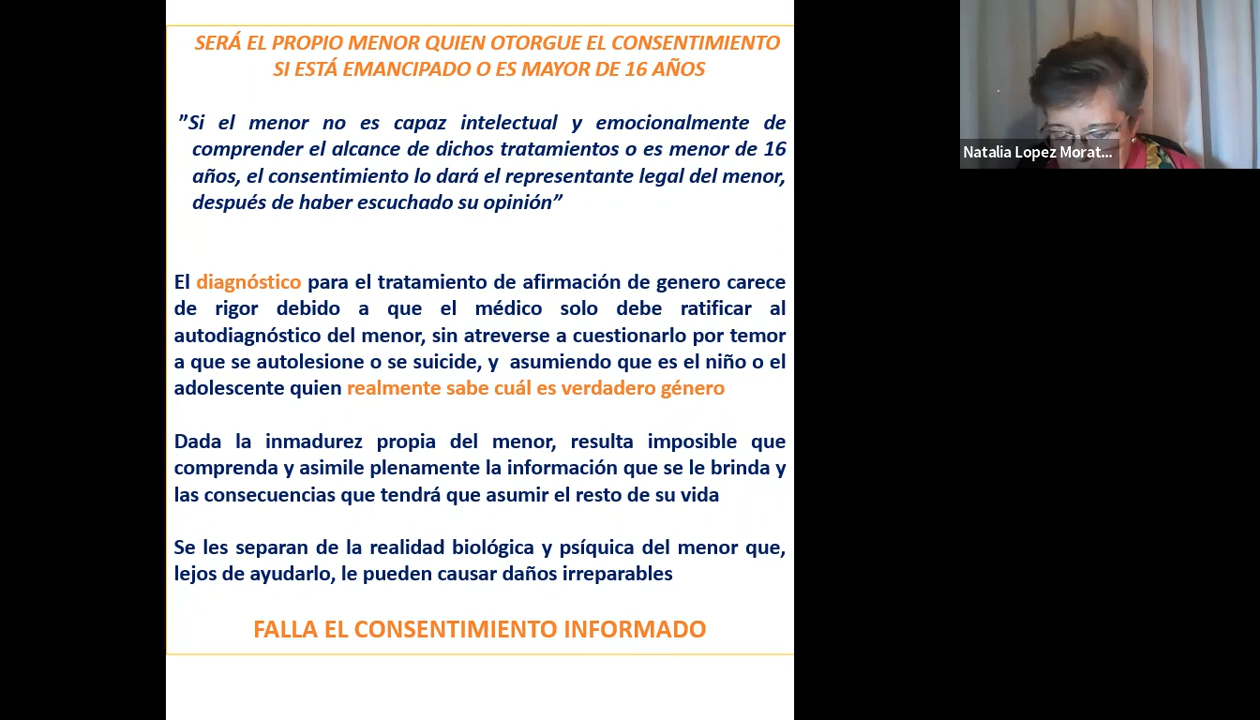 SERÁ EL PROPIO MENOR QUIEN OTORGUE EL CONSENTIMIENTO
SI ESTÁ EMANCIPADO O ES MAYOR DE 16 AÑOS
”Si el menor no es capaz intelectual y emocionalmente de
comprender el alcance de dichos tratamientos o es menor de 16
años, el consentimiento lo dará el representante legal del menor,
después de haber escuchado su opinión”
El diagnóstico para el tratamiento de afirmación de genero carece
de rigor debido a que el médico solo debe ratificar al
autodiagnóstico del menor, sin atreverse a cuestionarlo por temor
a que se autolesione o se suicide, y asumiendo que es el niño o el
adolescente quien realmente sabe cuál es verdadero género
Dada la inmadurez propia del menor, resulta imposible que
comprenda y asimile plenamente la información que se le brinda y
las consecuencias que tendrá que asumir el resto de su vida
Se les separan de la realidad biológica y psíquica del menor que,
lejos de ayudarlo, le pueden causar daños irreparables
FALLA EL CONSENTIMIENTO INFORMADO
Natalia Lopez Morat...